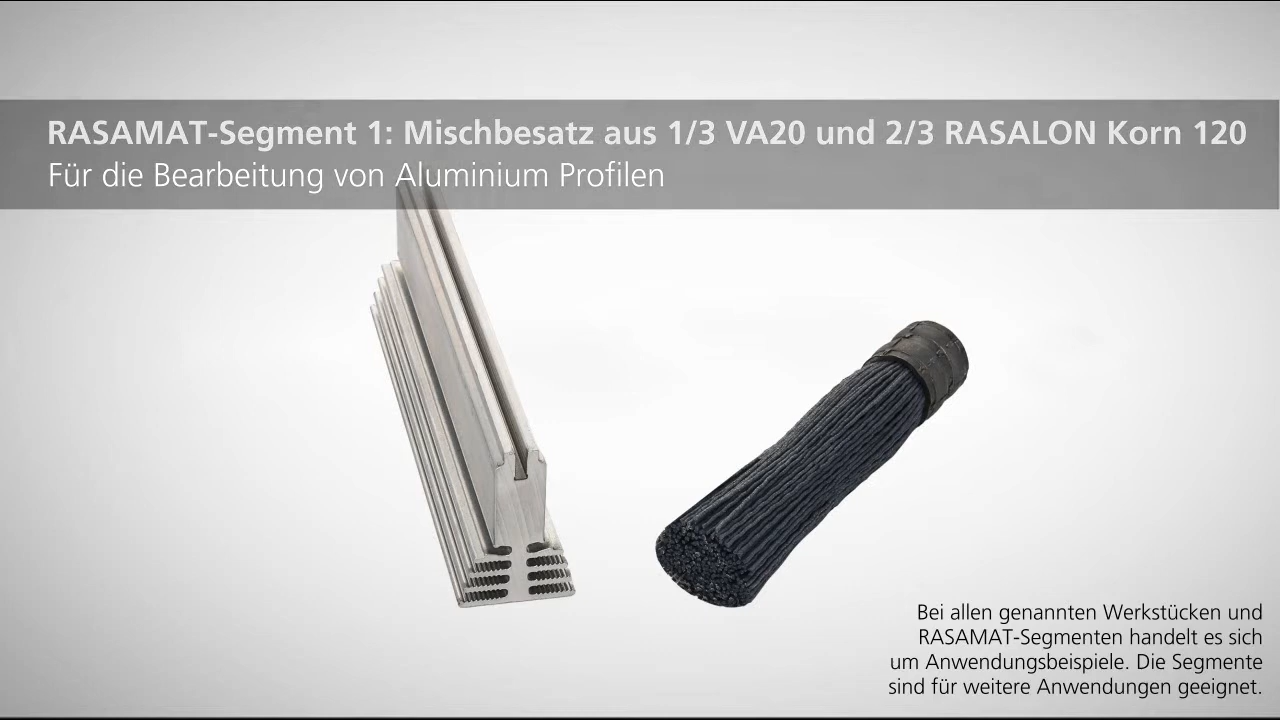 RASAMAT-Segment 1: Mischbesatz aus 1/3 VA20 und 2/3 RASALON Korn 120
Für die Bearbeitung von Aluminium Profilen
Bei allen genannten Werkstücken und
RASAMAT-Segmenten handelt es sich
um Anwendungsbeispiele. Die Segmente
sind für weitere Anwendungen geeignet.